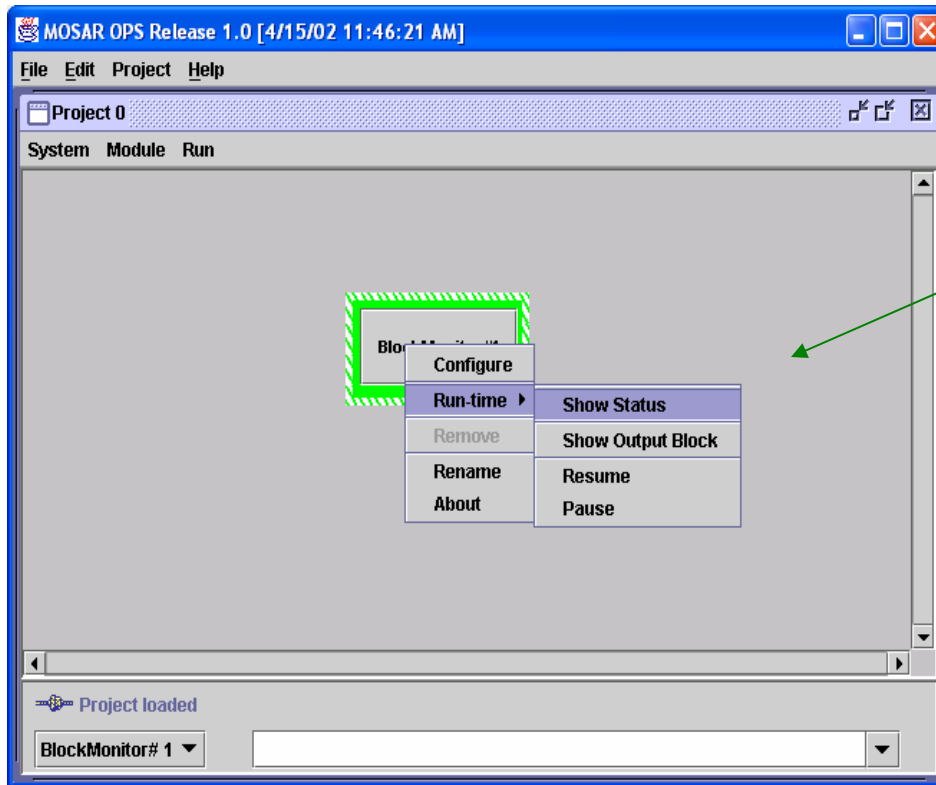 MOSAR OPS Release 1.0 [4/15/02 11:46:21 AM]
File Edit Project Help
Project 0
System Module Run
Configure
Run-time
Remove
Rename
About
Show Status
Show Output Block
Resume
Pause
Project loaded
BlockMonitor# 1